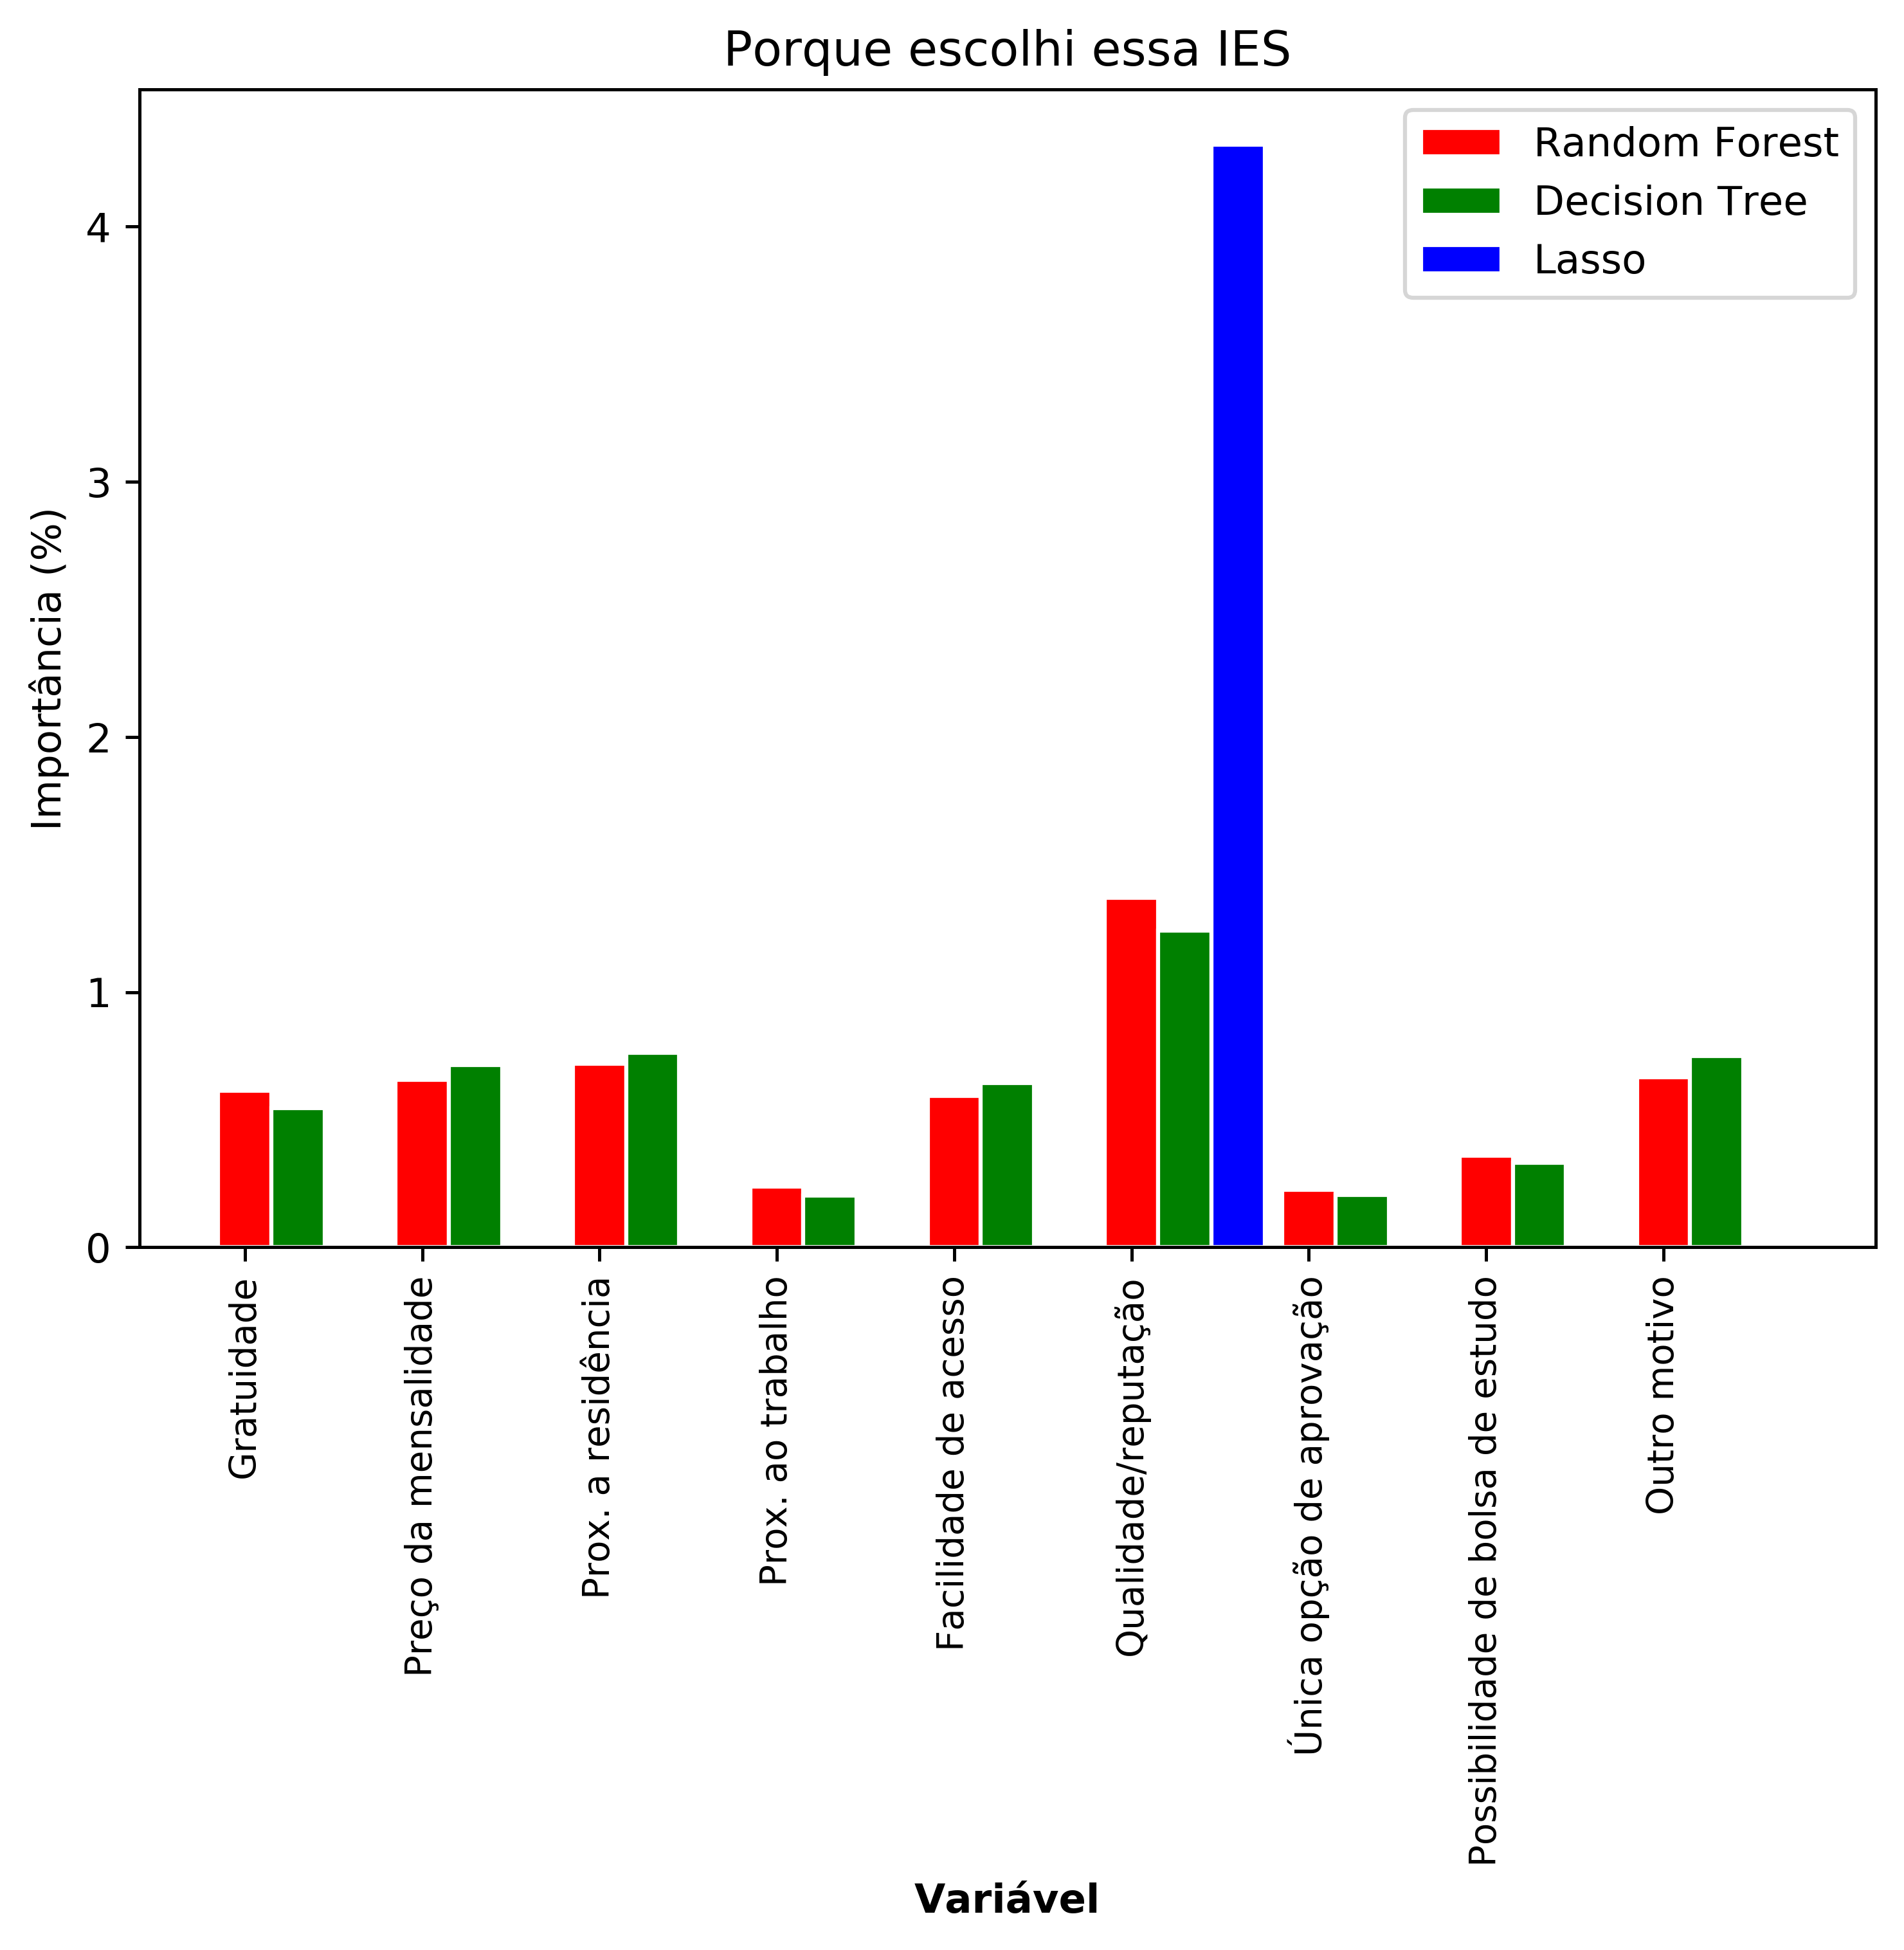 Porque escolhi essa IES
Random Forest
Decision Tree
Lasso
Importância (%)
4
3
2
1
0
Gratuidade
Preço da mensalidade
Prox. a residência
Prox. ao trabalho
Facilidade de acesso
Qualidade/reputação
Única opção de aprovação
Possibilidade de bolsa de estudo
Outro motivo
Variável